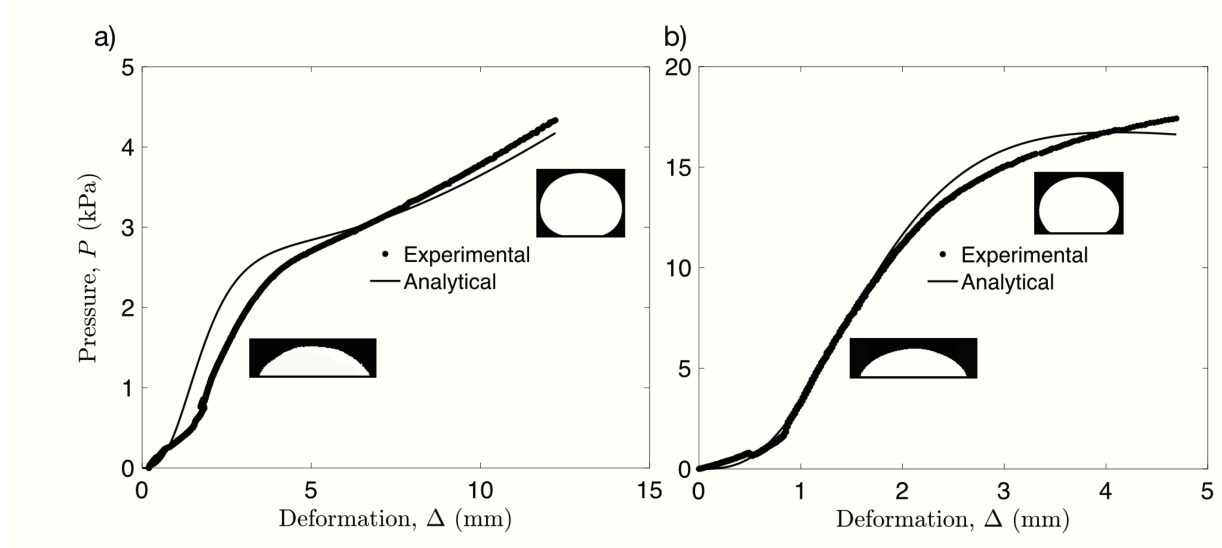 a)
5
4
3
2
1
0
Pressure, P (kPa)
Experimental
Analytical
0 5 10 15
Deformation, Δ (mm)
b)
20
15
10
5
0
Experimental
Analytical
0 1 2 3 4 5
Deformation, Δ (mm)